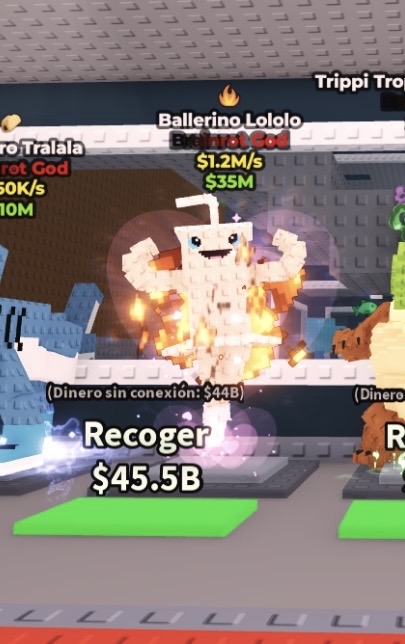 Trippi Tro
Ballerino Lololo
Brainrot God
$1.2M/s
$35M
ro Tralala
rot God
50K/s
10M
(Dinero sin conexión: $44B)
Recoger
$45.5B
(Dinero
R